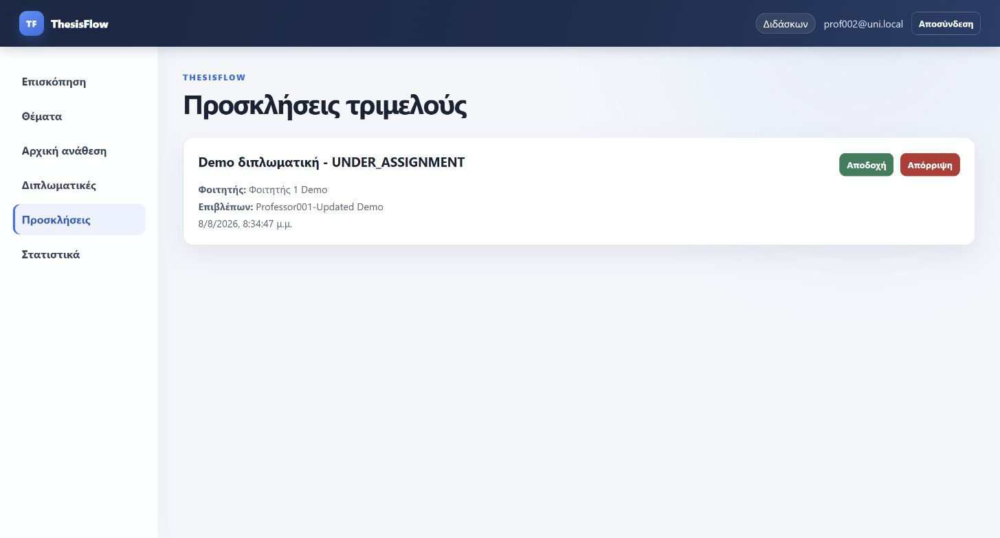 TF ThesisFlow
Διδάσκων prof002@uni.local Αποσύνδεση
Επισκόπηση
Θέματα
Αρχική ανάθεση
Διπλωματικές
Προσκλήσεις
Στατιστικά
THESISFLOW
Προσκλήσεις τριμελούς
Demo διπλωματική - UNDER_ASSIGNMENT
Αποδοχή Απόρριψη
Φοιτητής: Φοιτητής 1 Demo
Επιβλέπων: Professor001-Updated Demo
8/8/2026, 8:34:47 μ.μ.